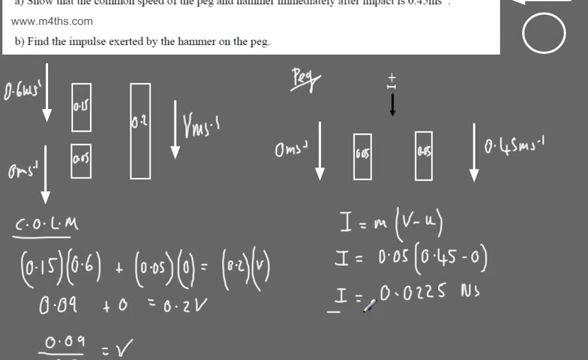 a) Show that the common speed of the peg and hammer immediately after impact is 0.45ms⁻¹.
www.m4ths.com
b) Find the impulse exerted by the hammer on the peg.
0.6ms⁻¹
0.15
0.2
Vms⁻¹
0.05
0ms⁻¹
Peg
+
0ms⁻¹
0.05
0.05
0.45ms⁻¹
C.O.L.M
(0.15)(0.6) + (0.05)(0) = (0.2)(V)
0.09 + 0 = 0.2V
0.09 = V
I = m(V-u)
I = 0.05(0.45-0)
I = 0.0225 Ns